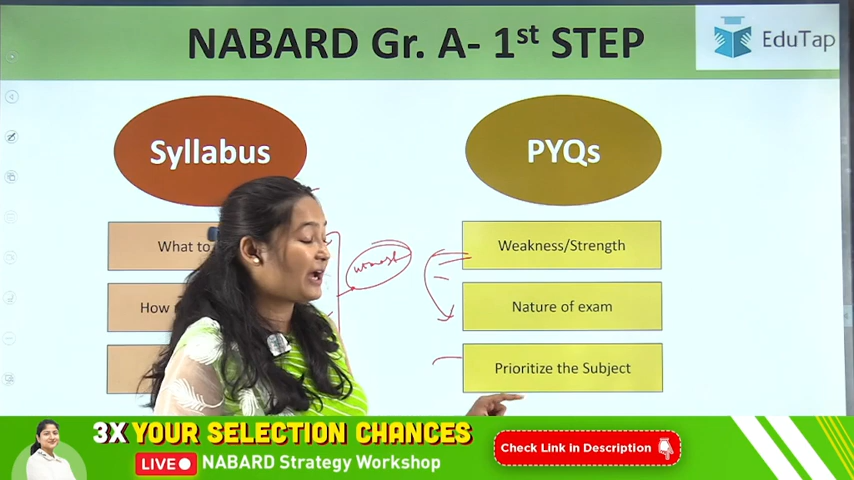 NABARD Gr. A- 1st STEP
EduTap
Syllabus
PYQs
What to
Weakness/Strength
How
Nature of exam
Prioritize the Subject
3X YOUR SELECTION CHANCES
LIVE NABARD Strategy Workshop
Check Link in Description